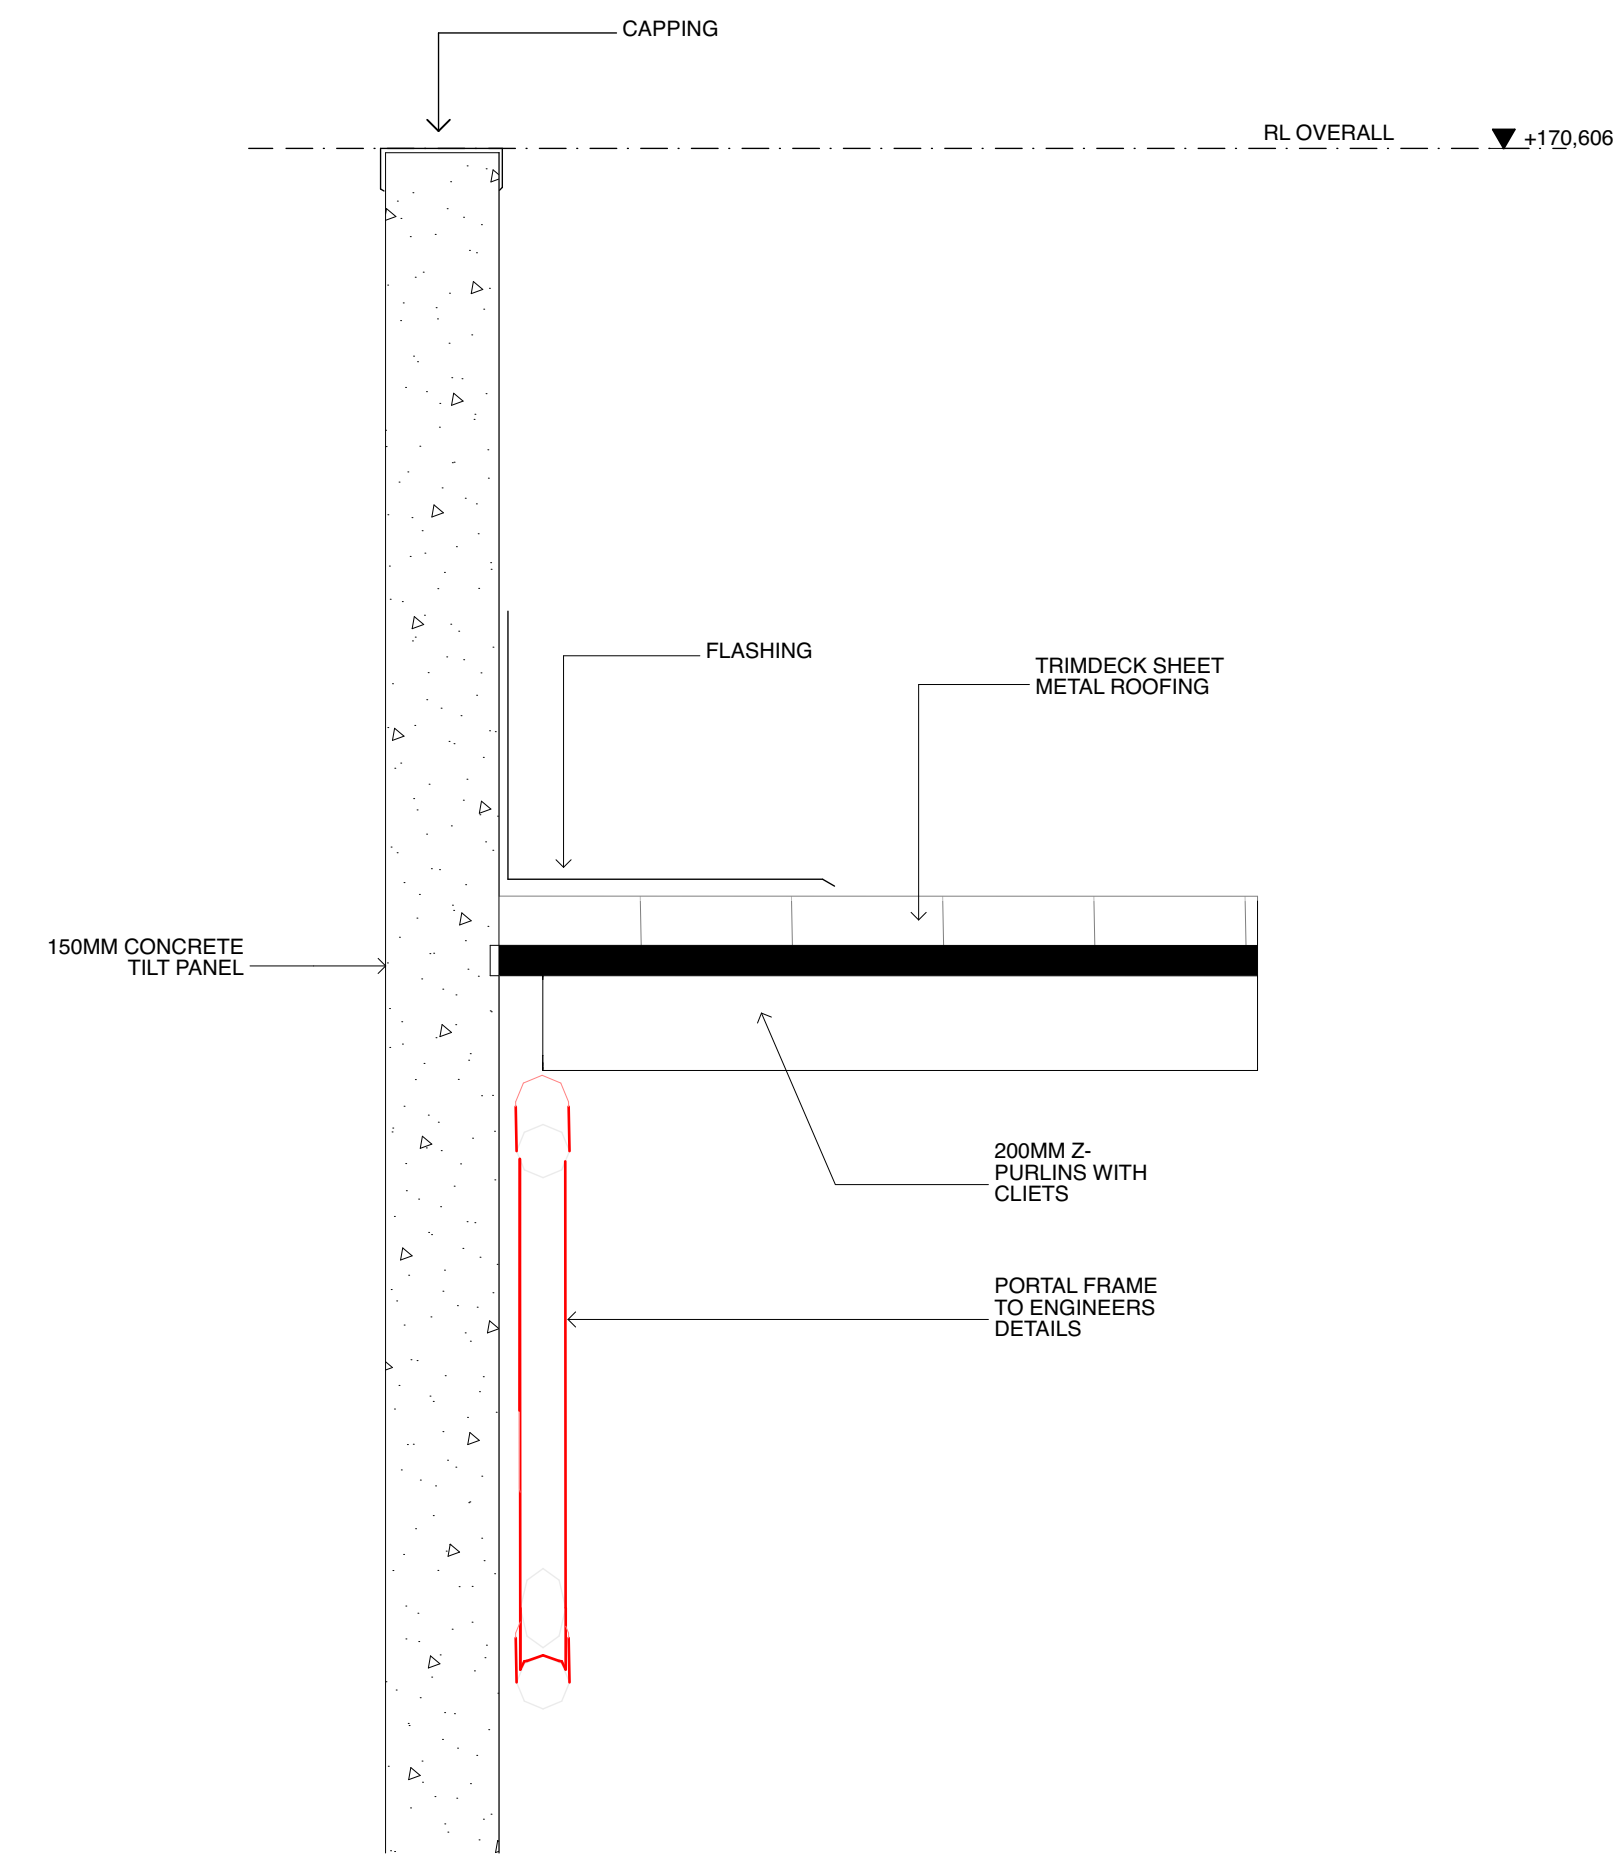 CAPPING
RL OVERALL
+170,606
FLASHING
TRIMDECK SHEET
METAL ROOFING
150MM CONCRETE
TILT PANEL
200MM Z-
PURLINS WITH
CLIETS
PORTAL FRAME
TO ENGINEERS
DETAILS